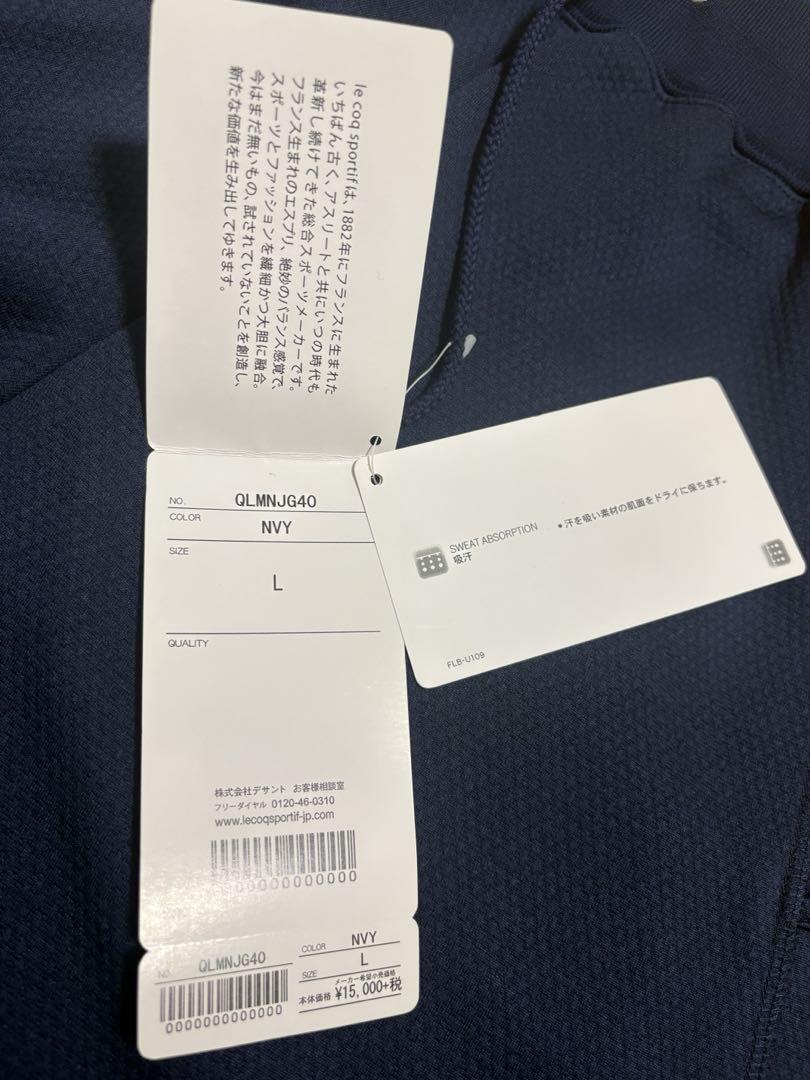 le coq sportifは、1882年にフランスに生まれた
いちばん古く、アスリートと共にいつの時代も
革新し続けてきた総合スポーツメーカーです。
フランス生まれのエスプリ、絶妙のバランス感覚で、
スポーツとファッションを繊細かつ大胆に融合。
今はまだ無いもの、試されていないことを創造し、
新たな価値を生み出してゆきます。
NO. QLMNJG40
COLOR NVY
SIZE
L
QUALITY
株式会社デサント お客様相談室
フリーダイヤル 0120-46-0310
www.lecoqsportif-jp.com
0000000000000
NO. QLMNJG40
0000000000000
COLOR NVY
SIZE L
メーカー希望小売価格
本体価格 ¥15,000+税
SWEAT ABSORPTION
吸汗
●汗を吸い素材の肌面をドライに保ちます。
FLB-U109